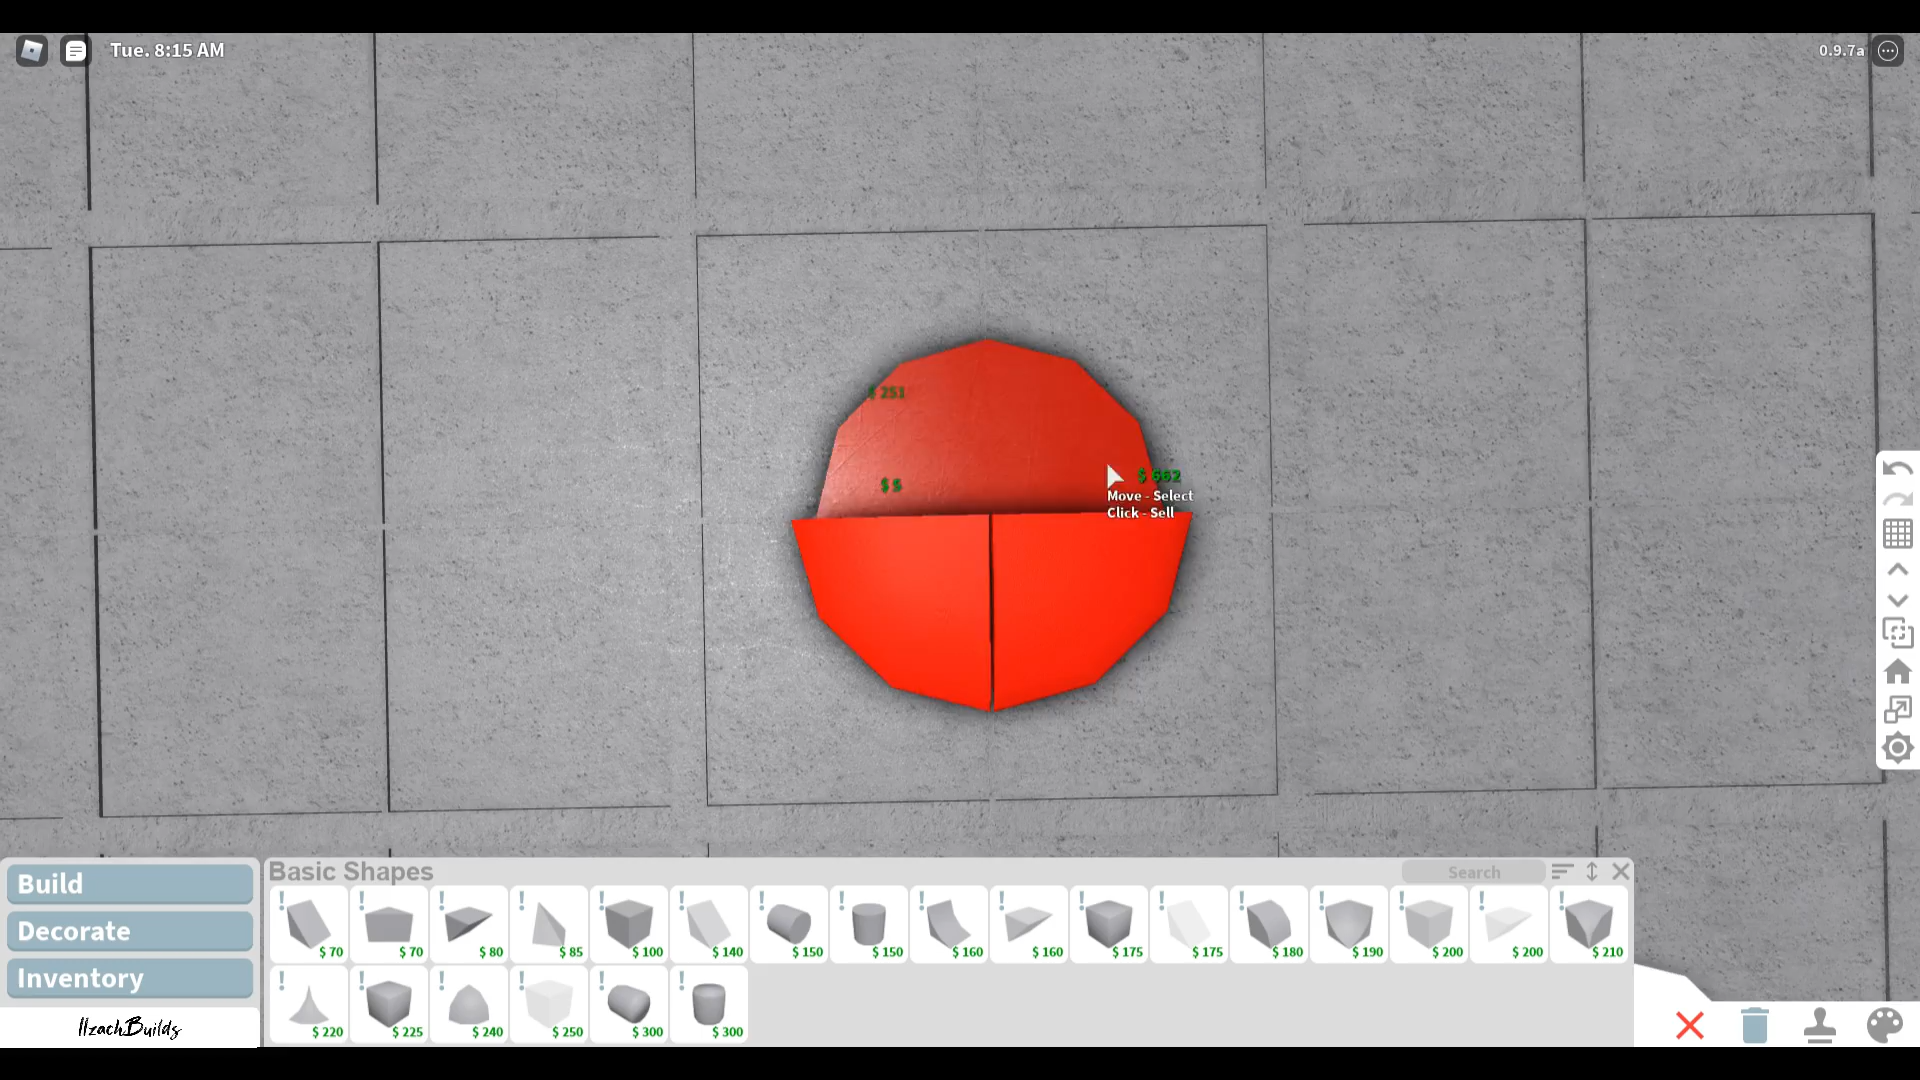 Tue. 8:15 AM
0.9.7a
$ 251
$ 5
$ 662
Move - Select
Click - Sell
Build
Decorate
Inventory
IIzachBuilds
Basic Shapes
Search
$ 70
$ 70
$ 80
$ 85
$ 100
$ 140
$ 150
$ 150
$ 160
$ 160
$ 175
$ 175
$ 180
$ 190
$ 200
$ 200
$ 210
$ 220
$ 225
$ 240
$ 250
$ 300
$ 300